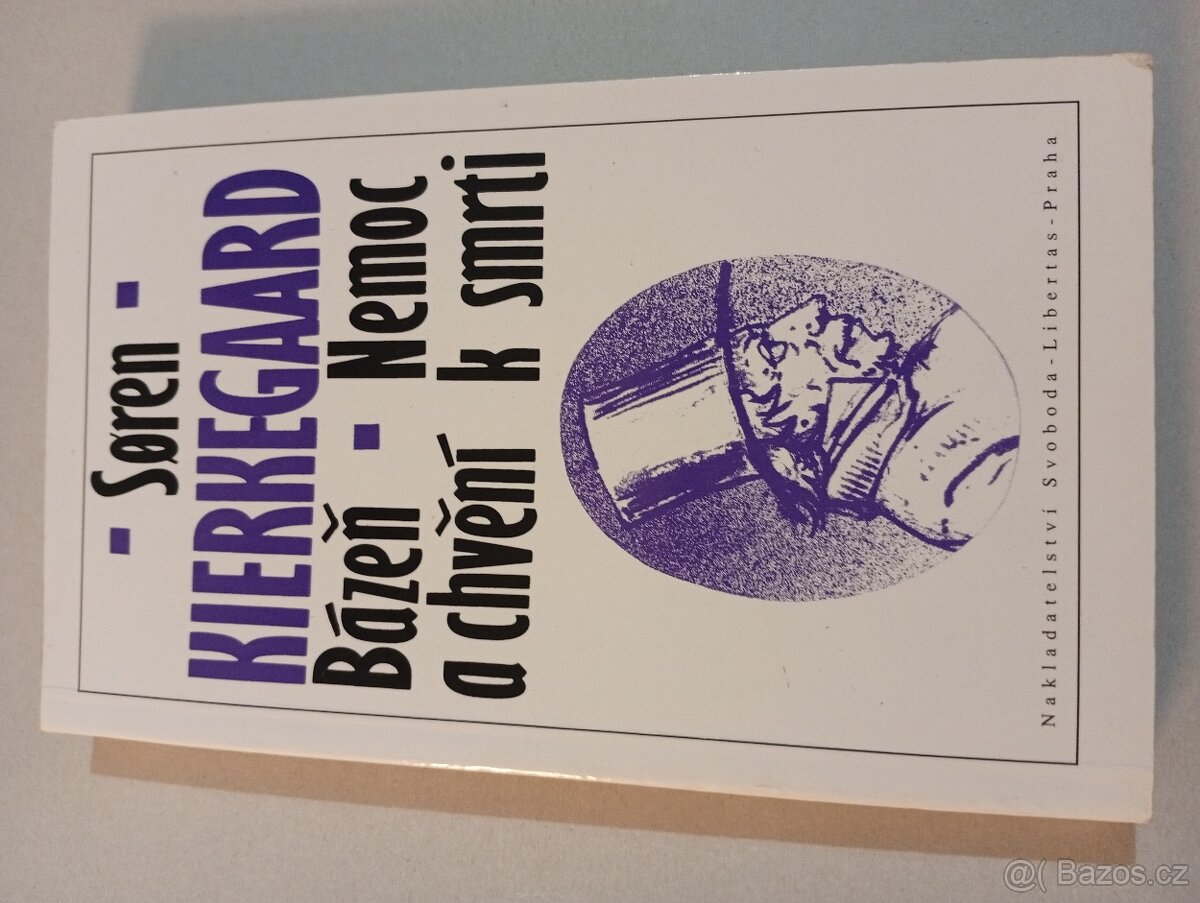 - Søren -
KIERKEGAARD
Bázeň - Nemoc
a chvění k smrti
Nakladatelství Svoboda-Libertas-Praha
@( Bazos.cz